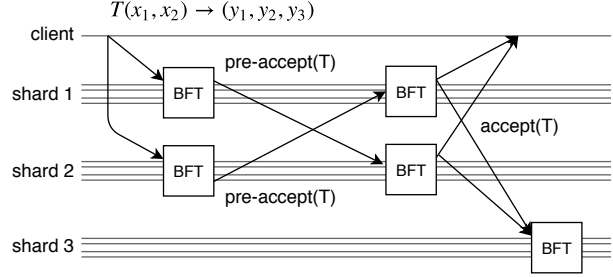 T(x₁, x₂) → (y₁, y₂, y₃)
client
pre-accept(T)
shard 1
BFT
BFT
accept(T)
shard 2
BFT
BFT
pre-accept(T)
shard 3
BFT